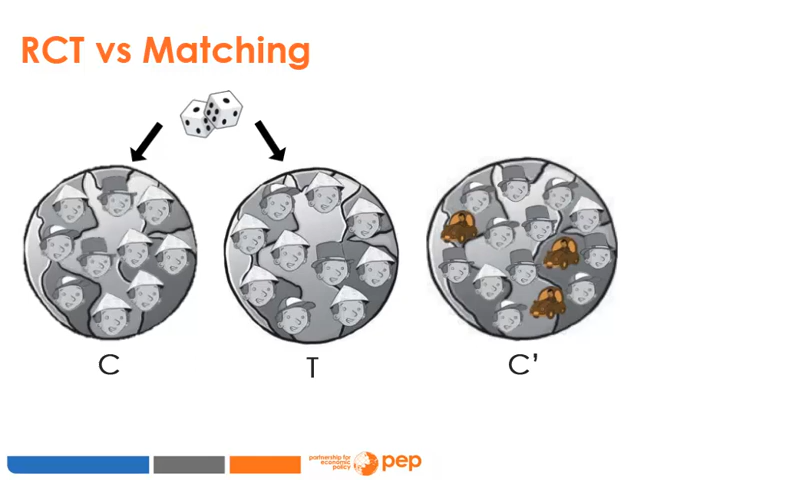 RCT vs Matching
C
T
C’
partnership for
economic
policy
pep